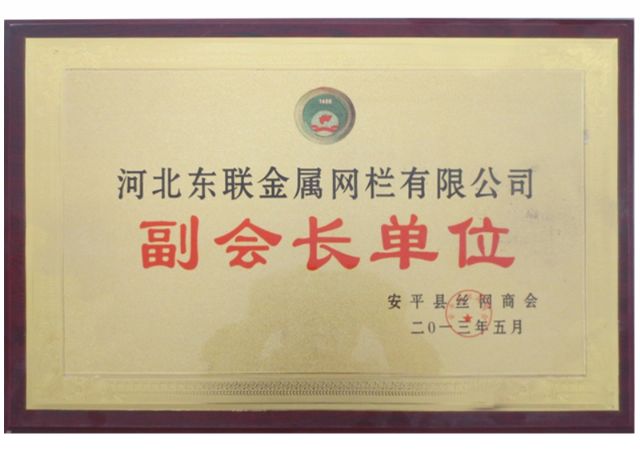 河北东联金属网栏有限公司
副会长单位
安平县丝网商会
二〇一三年五月